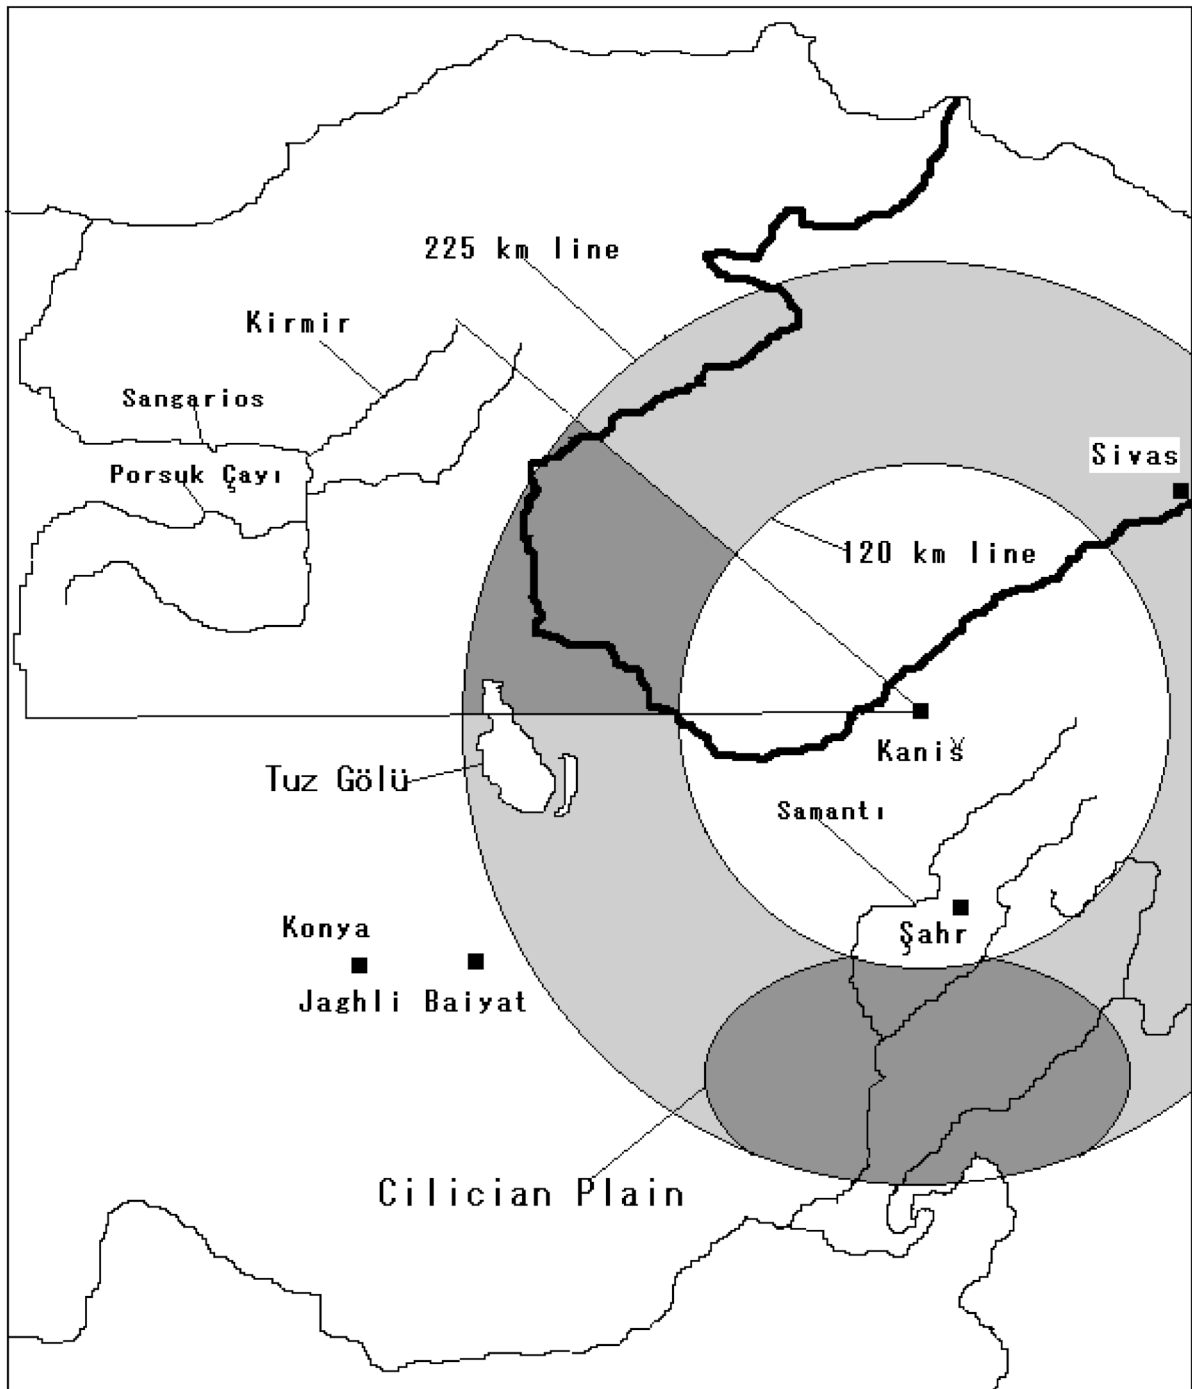 225 km line
Kirmir
Sangarios
Porsuk Çayı
Sivas
120 km line
Kaniš
Tuz Gölü
Samantı
Şahr
Konya
Jaghli Baiyat
Cilician Plain